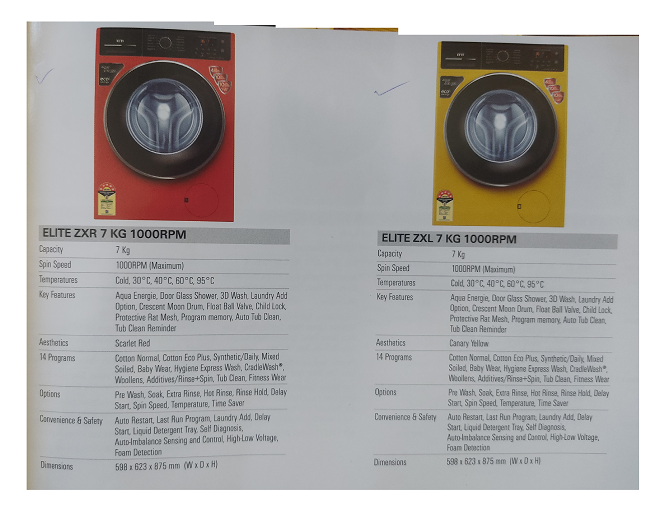 ELITE ZXR 7 KG 1000RPM
Capacity 7 Kg
Spin Speed 1000RPM (Maximum)
Temperatures Cold, 30°C, 40°C, 60°C, 95°C
Key Features Aqua Energie, Door Glass Shower, 3D Wash, Laundry Add
Option, Crescent Moon Drum, Float Ball Valve, Child Lock,
Protective Rat Mesh, Program memory, Auto Tub Clean,
Tub Clean Reminder
Aesthetics Scarlet Red
14 Programs Cotton Normal, Cotton Eco Plus, Synthetic/Daily, Mixed
Soiled, Baby Wear, Hygiene Express Wash, CradleWash®,
Woollens, Additives/Rinse+Spin, Tub Clean, Fitness Wear
Options Pre Wash, Soak, Extra Rinse, Hot Rinse, Rinse Hold, Delay
Start, Spin Speed, Temperature, Time Saver
Convenience & Safety Auto Restart, Last Run Program, Laundry Add, Delay
Start, Liquid Detergent Tray, Self Diagnosis,
Auto-Imbalance Sensing and Control, High-Low Voltage,
Foam Detection
Dimensions 598 x 623 x 875 mm (W x D x H)
ELITE ZXL 7 KG 1000RPM
Capacity 7 Kg
Spin Speed 1000RPM (Maximum)
Temperatures Cold, 30°C, 40°C, 60°C, 95°C
Key Features Aqua Energie, Door Glass Shower, 3D Wash, Laundry Add
Option, Crescent Moon Drum, Float Ball Valve, Child Lock,
Protective Rat Mesh, Program memory, Auto Tub Clean,
Tub Clean Reminder
Aesthetics Canary Yellow
14 Programs Cotton Normal, Cotton Eco Plus, Synthetic/Daily, Mixed
Soiled, Baby Wear, Hygiene Express Wash, CradleWash®,
Woollens, Additives/Rinse+Spin, Tub Clean, Fitness Wear
Options Pre Wash, Soak, Extra Rinse, Hot Rinse, Rinse Hold, Delay
Start, Spin Speed, Temperature, Time Saver
Convenience & Safety Auto Restart, Last Run Program, Laundry Add, Delay
Start, Liquid Detergent Tray, Self Diagnosis,
Auto-Imbalance Sensing and Control, High-Low Voltage,
Foam Detection
Dimensions 598 x 623 x 875 mm (W x D x H)